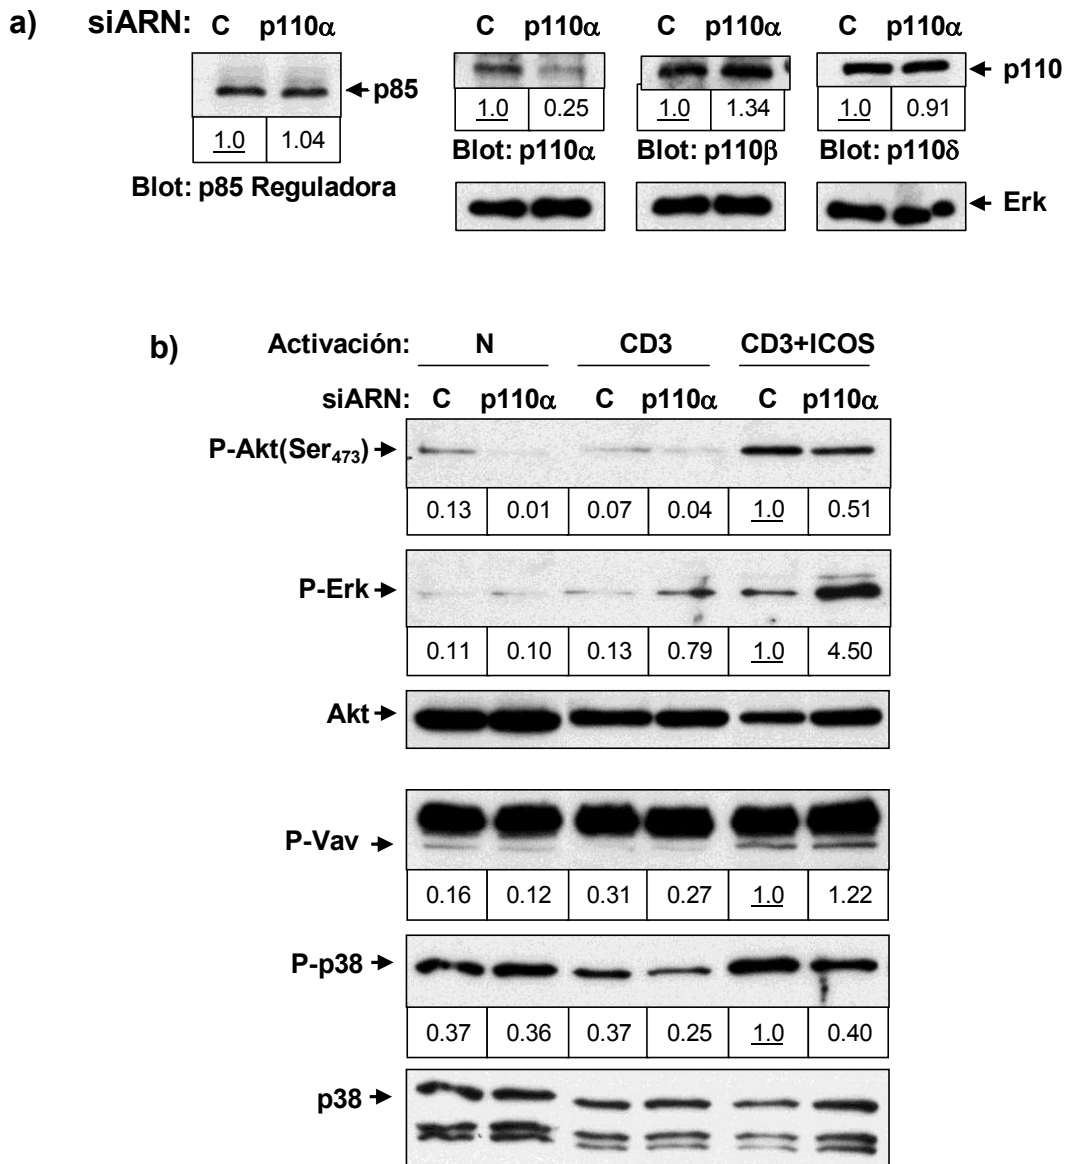 a) siARN: C p110α C p110α C p110α C p110α
p85 p110
1.0 1.04 1.0 0.25 1.0 1.34 1.0 0.91
Blot: p110α Blot: p110β Blot: p110δ
Blot: p85 Reguladora
Erk
b) Activación: N CD3 CD3+ICOS
siARN: C p110α C p110α C p110α
P-Akt(Ser473)
0.13 0.01 0.07 0.04 1.0 0.51
P-Erk
0.11 0.10 0.13 0.79 1.0 4.50
Akt
P-Vav
0.16 0.12 0.31 0.27 1.0 1.22
P-p38
0.37 0.36 0.37 0.25 1.0 0.40
p38